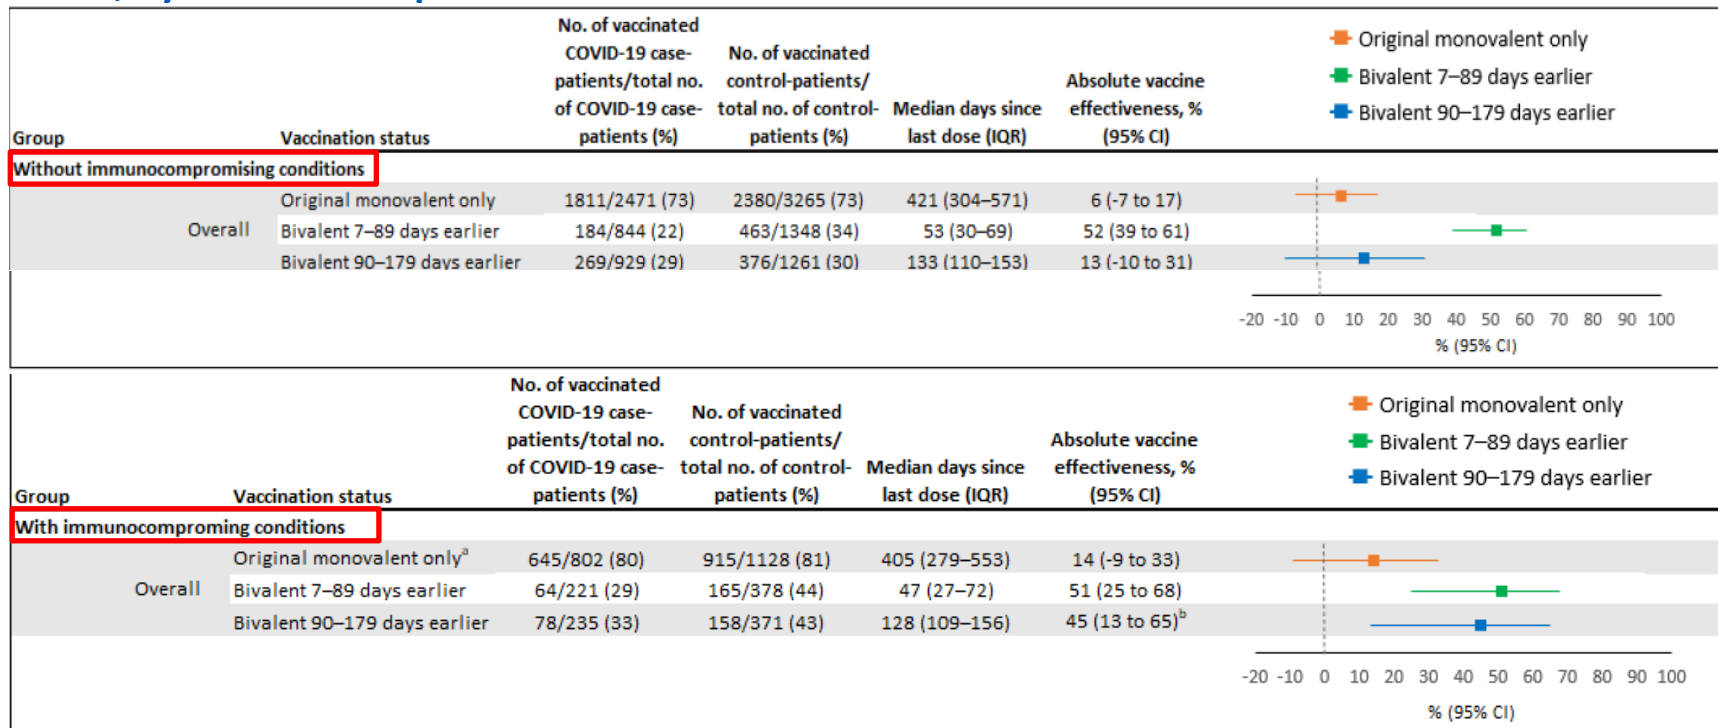 No. of vaccinated
COVID-19 case-
patients/total no.
of COVID-19 case-
patients (%)
No. of vaccinated
control-patients/
total no. of control-
patients (%)
Median days since
last dose (IQR)
Absolute vaccine
effectiveness, %
(95% CI)
Group
Vaccination status
Original monovalent only
Bivalent 7–89 days earlier
Bivalent 90–179 days earlier
Without immunocompromising conditions
Overall
Original monovalent only 1811/2471 (73) 2380/3265 (73) 421 (304–571) 6 (-7 to 17)
Bivalent 7–89 days earlier 184/844 (22) 463/1348 (34) 53 (30–69) 52 (39 to 61)
Bivalent 90–179 days earlier 269/929 (29) 376/1261 (30) 133 (110–153) 13 (-10 to 31)
-20 -10 0 10 20 30 40 50 60 70 80 90 100
% (95% CI)
No. of vaccinated
COVID-19 case-
patients/total no.
of COVID-19 case-
patients (%)
No. of vaccinated
control-patients/
total no. of control-
patients (%)
Median days since
last dose (IQR)
Absolute vaccine
effectiveness, %
(95% CI)
Group
Vaccination status
Original monovalent only
Bivalent 7–89 days earlier
Bivalent 90–179 days earlier
With immunocomproming conditions
Overall
Original monovalent onlyᵃ 645/802 (80) 915/1128 (81) 405 (279–553) 14 (-9 to 33)
Bivalent 7–89 days earlier 64/221 (29) 165/378 (44) 47 (27–72) 51 (25 to 68)
Bivalent 90–179 days earlier 78/235 (33) 158/371 (43) 128 (109–156) 45 (13 to 65)ᵇ
-20 -10 0 10 20 30 40 50 60 70 80 90 100
% (95% CI)